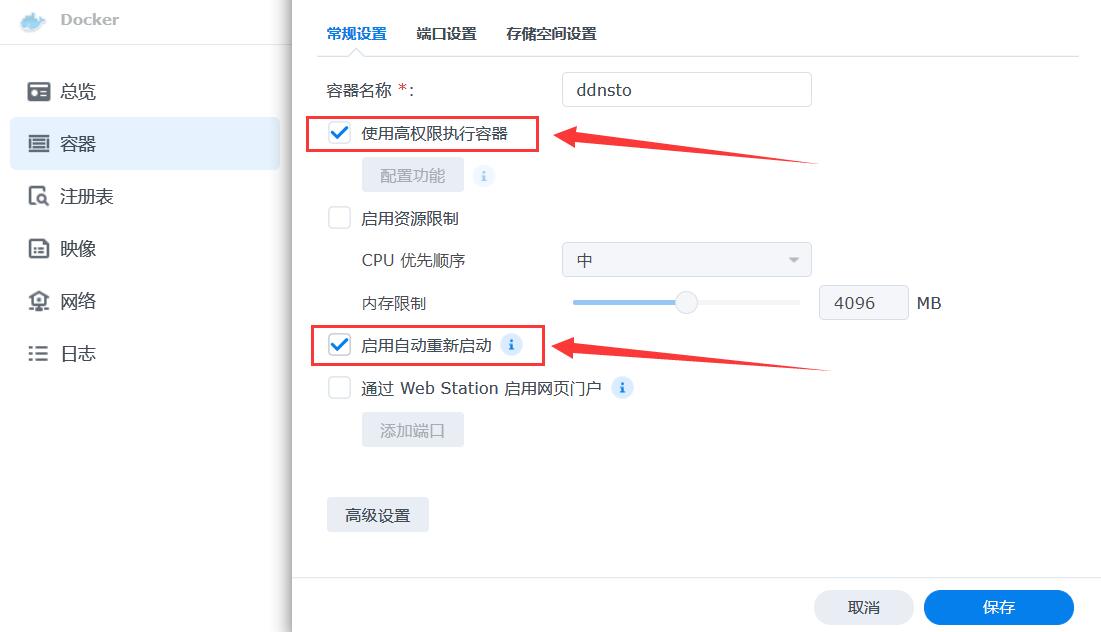 Docker
总览
容器
注册表
映像
网络
日志
常规设置 端口设置 存储空间设置
容器名称 *: ddnsto
使用高权限执行容器
配置功能
启用资源限制
CPU 优先顺序 中
内存限制 4096 MB
启用自动重新启动
通过 Web Station 启用网页门户
添加端口
高级设置
取消 保存